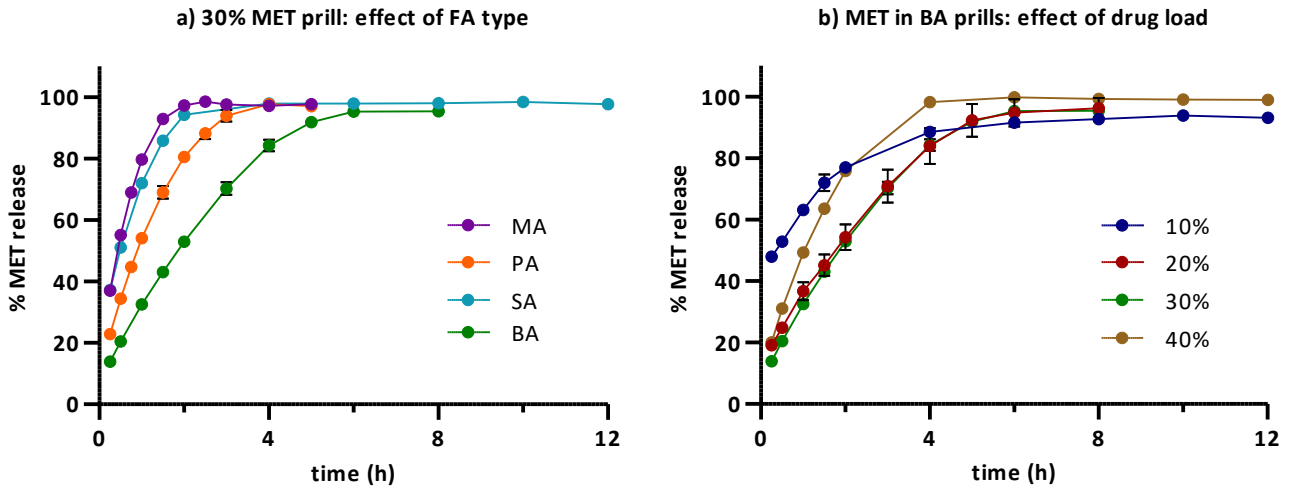 a) 30% MET prill: effect of FA type
% MET release
100
80
60
40
20
0
MA
PA
SA
BA
0
4
8
12
time (h)
b) MET in BA prills: effect of drug load
% MET release
100
80
60
40
20
0
10%
20%
30%
40%
0
4
8
12
time (h)